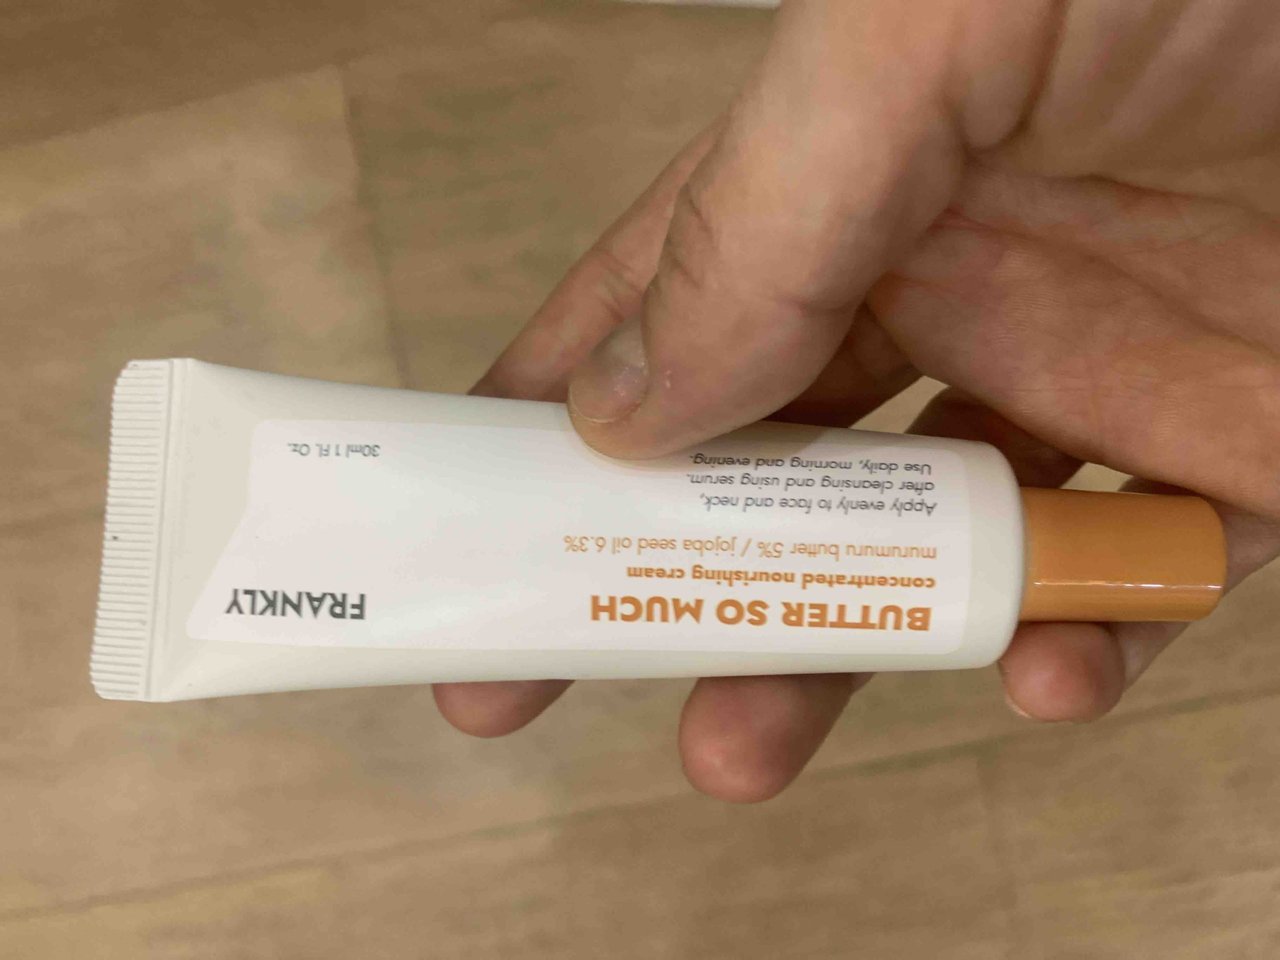 BUTTER SO MUCH
concentrated nourishing cream
murumuru butter 5% / jojoba seed oil 6.3%
Apply evenly to face and neck,
after cleansing and using serum.
Use daily, morning and evening.
FRANKLY
30ml 1 Fl. Oz.